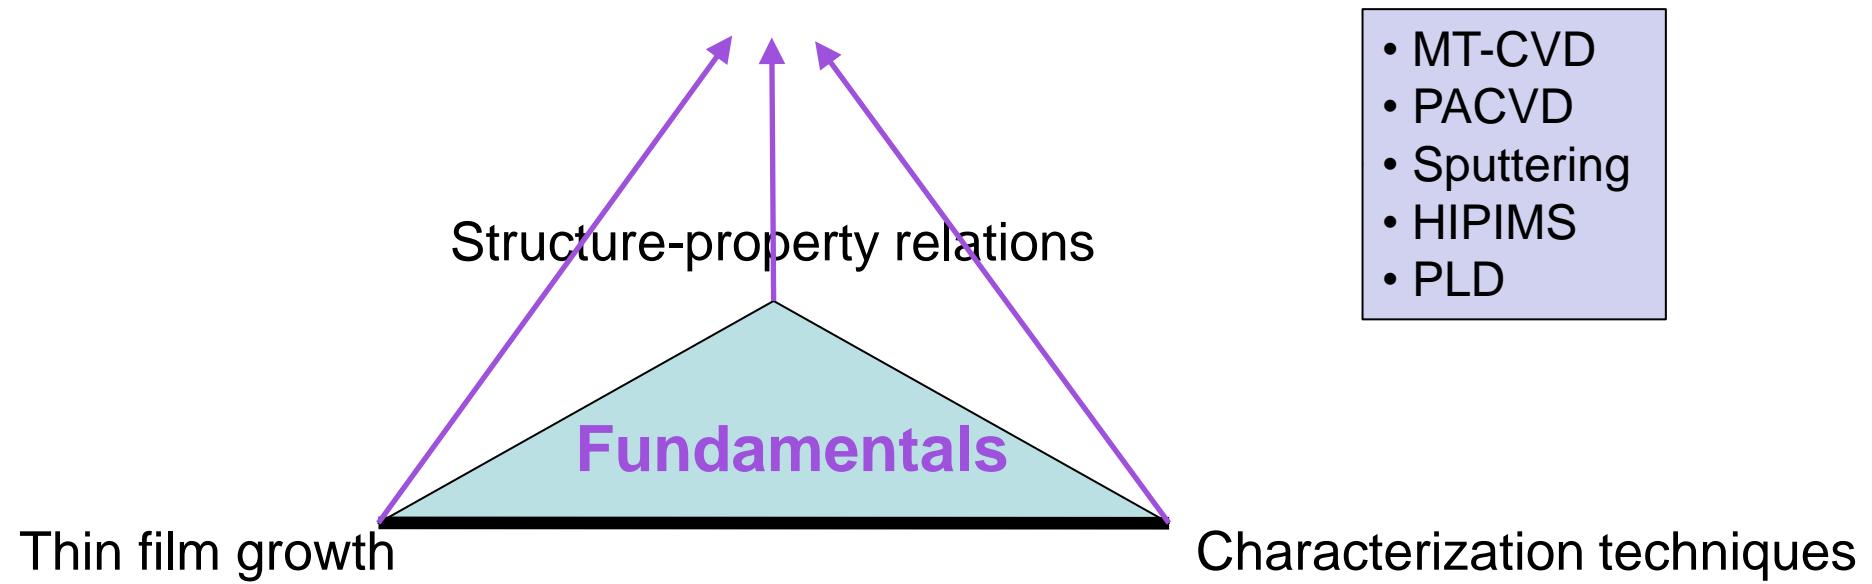 • MT-CVD
• PACVD
• Sputtering
• HIPIMS
• PLD
Structure-property relations
Fundamentals
Thin film growth
Characterization techniques